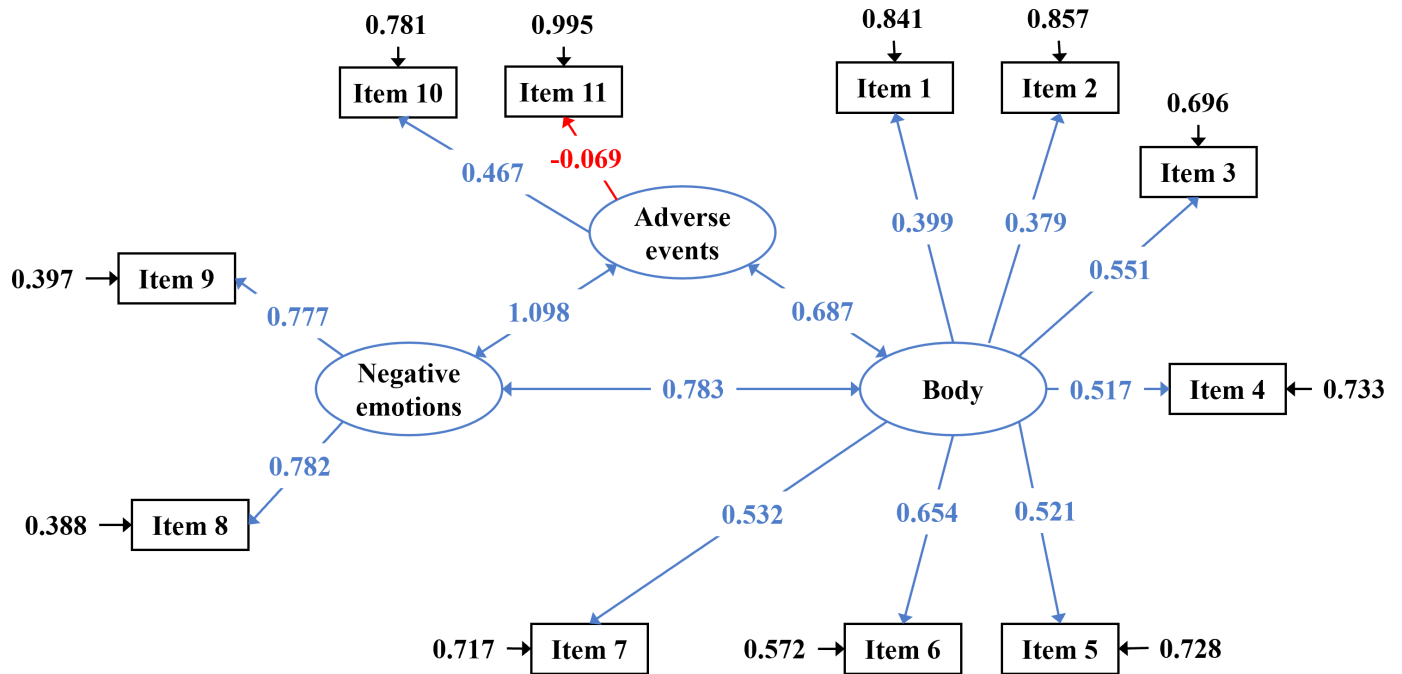 0.781
0.995
0.841
0.857
Item 10
Item 11
Item 1
Item 2
0.696
-0.069
0.467
Item 3
Adverse
events
0.399
0.379
0.551
0.397
Item 9
0.777
1.098
0.687
Negative
emotions
0.783
Body
0.517
Item 4
0.733
0.782
0.388
Item 8
0.532
0.654
0.521
0.717
Item 7
0.572
Item 6
Item 5
0.728